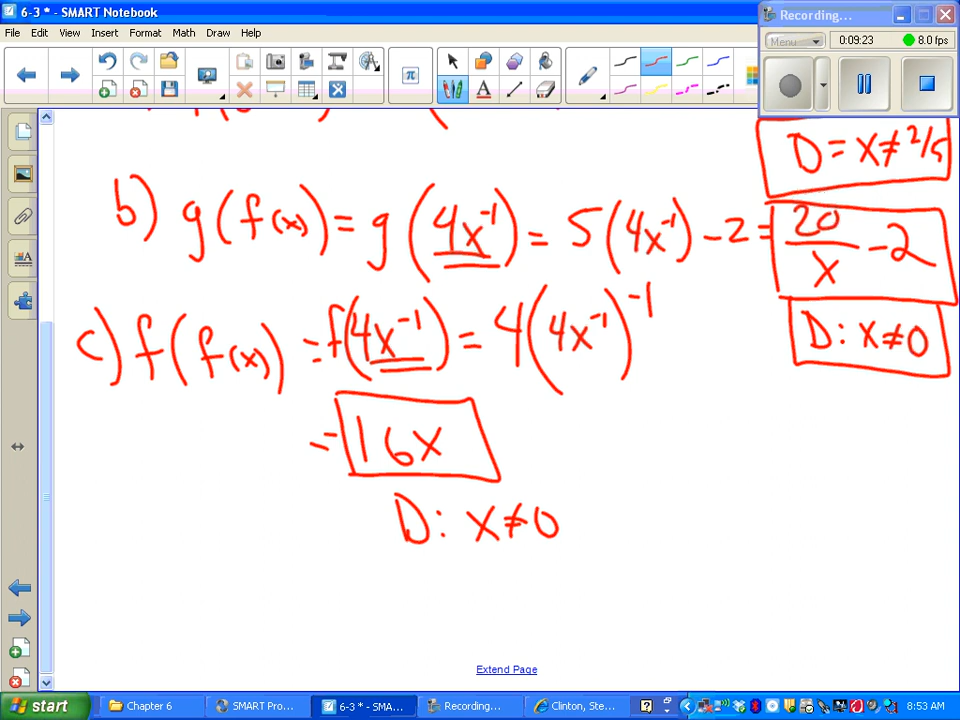 6-3 * - SMART Notebook
Recording...
File Edit View Insert Format Math Draw Help
Menu 0:09:23 8.0 fps
D = x ≠ 2/5
b) g(f(x)) = g(4x⁻¹) = 5(4x⁻¹) - 2 = 20/x - 2
c) f(f(x)) = f(4x⁻¹) = 4(4x⁻¹)⁻¹
D: x ≠ 0
= 16x
D: x ≠ 0
Extend Page
start Chapter 6 SMART Pro... 6-3 * - SMA... Recording... Clinton, Ste... 8:53 AM